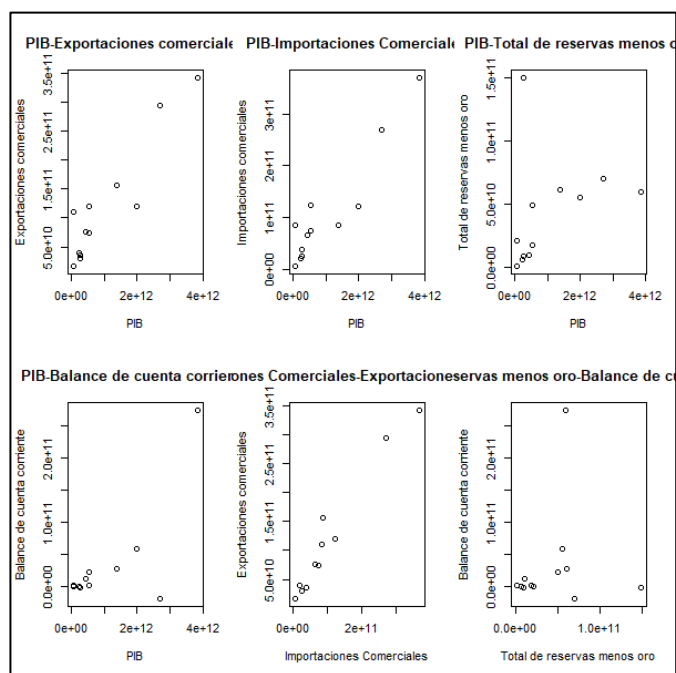 PIB-Exportaciones comerciale
PIB-Importaciones Comerciale
PIB-Total de reservas menos o
Exportaciones comerciales
5.0e+10 1.5e+11 2.5e+11 3.5e+11
0e+00 2e+12 4e+12
PIB
Importaciones comerciales
0e+00 1e+11 3e+11
0e+00 2e+12 4e+12
PIB
Total de reservas menos oro
0.0e+00 5.0e+10 1.0e+11 1.5e+11
0e+00 2e+12 4e+12
PIB
PIB-Balance de cuenta corrier
ones Comerciales-Exportacione
servas menos oro-Balance de cu
Balance de cuenta corriente
0.0e+00 1.0e+11 2.0e+11
0e+00 2e+12 4e+12
PIB
Exportaciones comerciales
5.0e+10 1.5e+11 2.5e+11 3.5e+11
0e+00 2e+11
Importaciones Comerciales
Balance de cuenta corriente
0.0e+00 1.0e+11 2.0e+11
0.0e+00 1.0e+11
Total de reservas menos oro